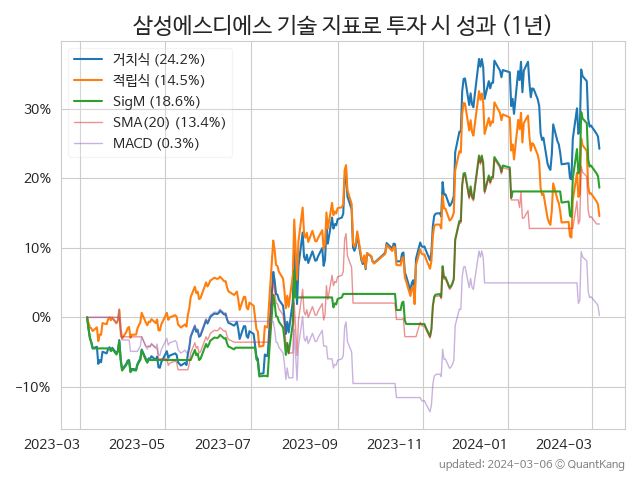 삼성에스디에스 기술 지표로 투자 시 성과 (1년)
거치식 (24.2%)
적립식 (14.5%)
SigM (18.6%)
SMA(20) (13.4%)
MACD (0.3%)
30%
20%
10%
0%
−10%
2023−03 2023−05 2023−07 2023−09 2023−11 2024−01 2024−03
updated: 2024−03−06 © QuantKang